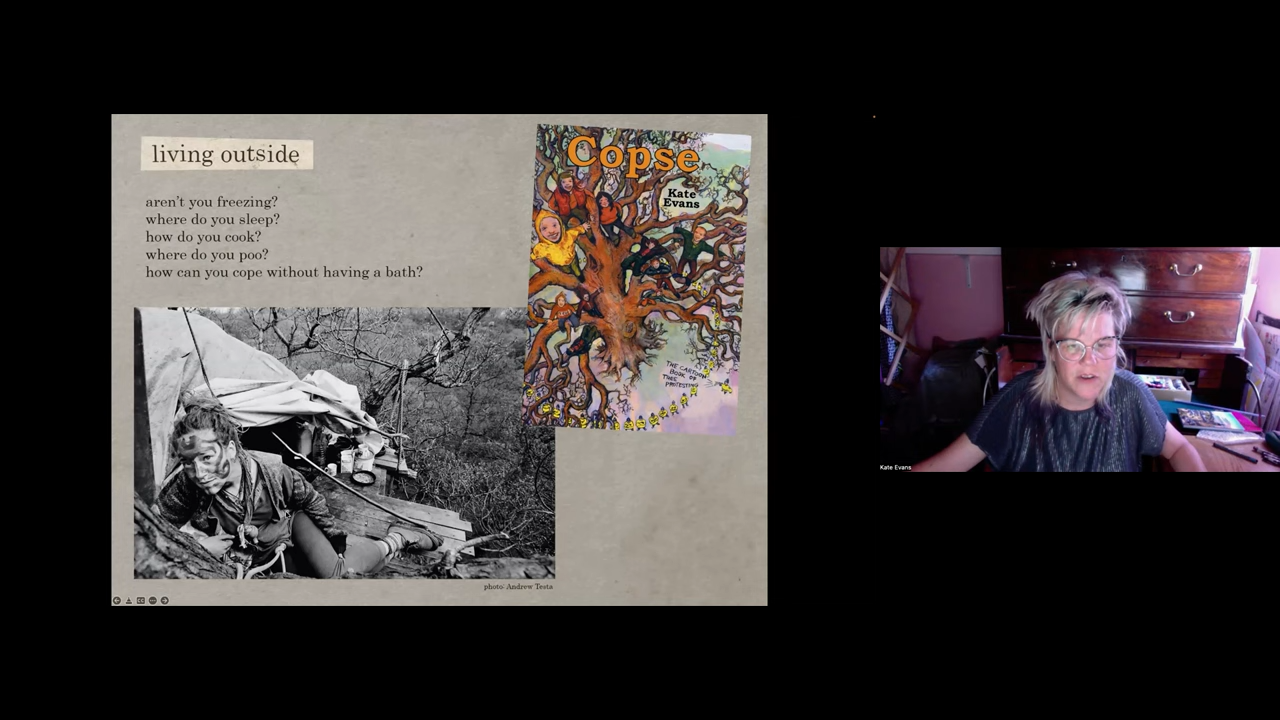 living outside
aren't you freezing?
where do you sleep?
how do you cook?
where do you poo?
how can you cope without having a bath?
Copse
Kate
Evans
THE CARTOON
BOOK OF
TREE
PROTESTING
photo: Andrew Testa
Kate Evans